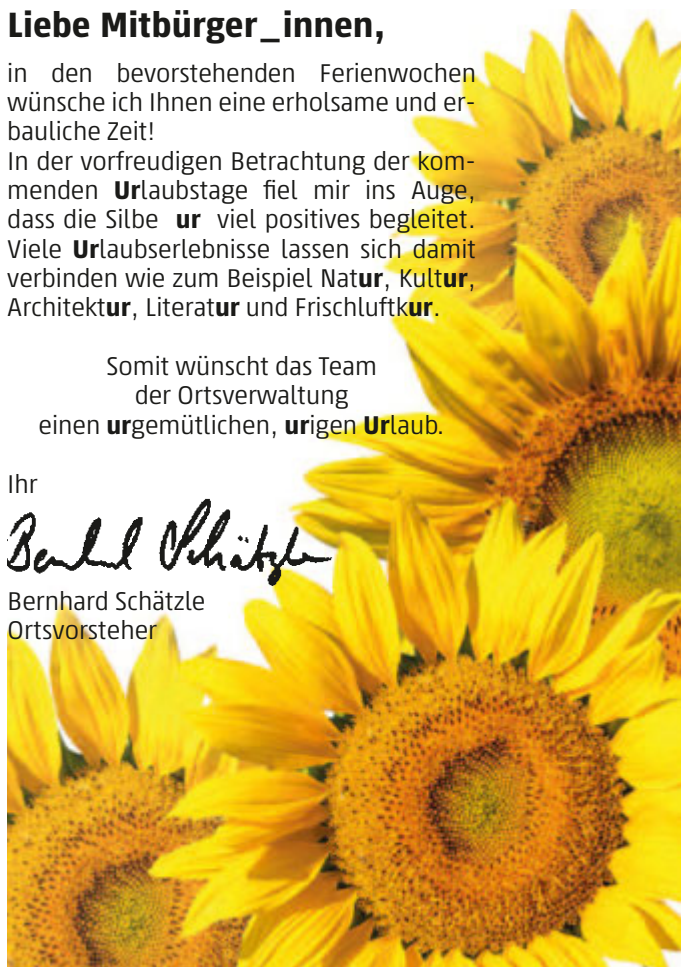 Liebe Mitbürger_innen,
in den bevorstehenden Ferienwochen
wünsche ich Ihnen eine erholsame und er-
bauliche Zeit!
In der vorfreudigen Betrachtung der kom-
menden Urlaubstage fiel mir ins Auge,
dass die Silbe ur viel positives begleitet.
Viele Urlaubserlebnisse lassen sich damit
verbinden wie zum Beispiel Natur, Kultur,
Architektur, Literatur und Frischluftkur.
Somit wünscht das Team
der Ortsverwaltung
einen urgemütlichen, urigen Urlaub.
Ihr
Bernhard Schätzle
Bernhard Schätzle
Ortsvorsteher